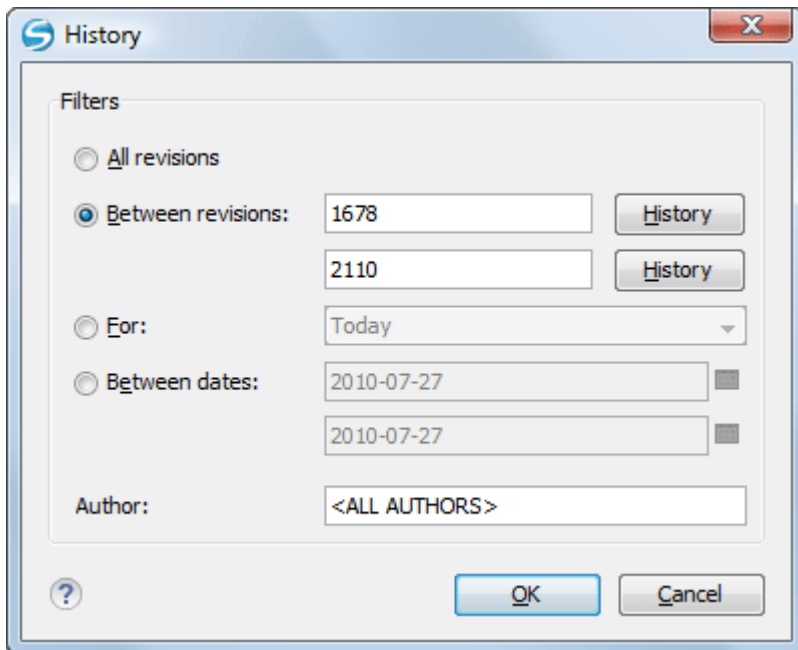 History
Filters
All revisions
Between revisions: 1678 History
2110 History
For: Today
Between dates: 2010-07-27
2010-07-27
Author: <ALL AUTHORS>
? OK Cancel